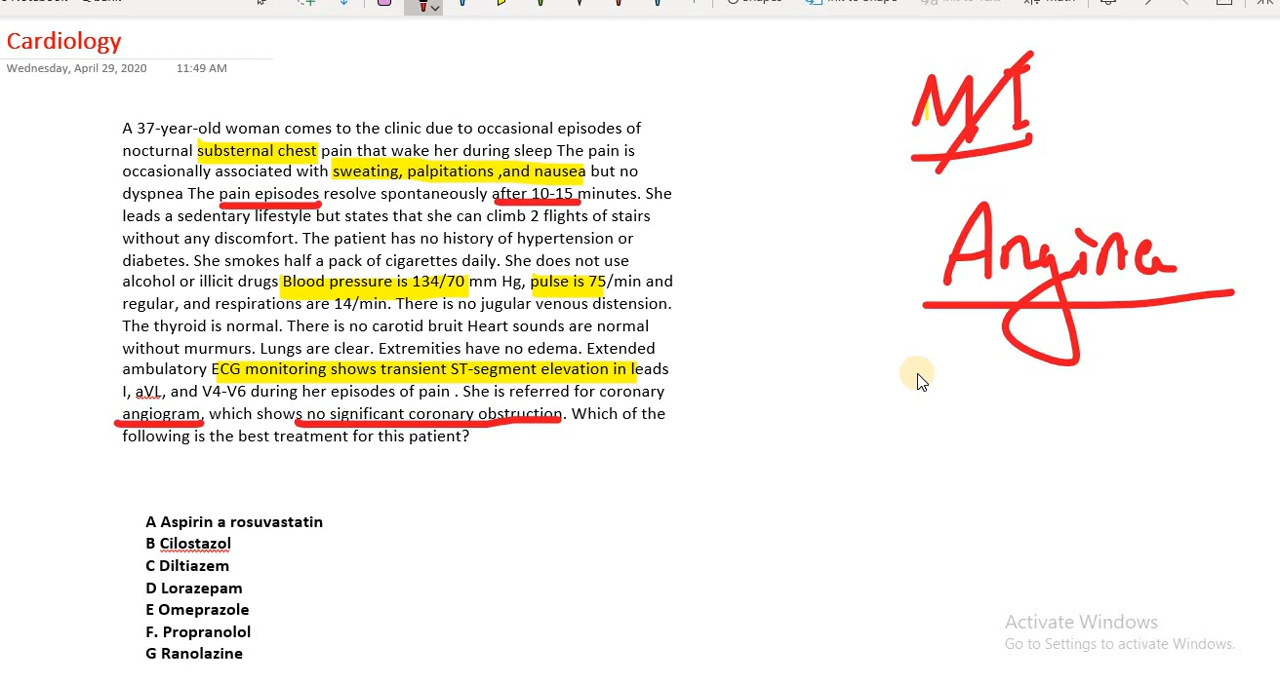 Cardiology
Wednesday, April 29, 2020 11:49 AM
A 37-year-old woman comes to the clinic due to occasional episodes of
nocturnal substernal chest pain that wake her during sleep The pain is
occasionally associated with sweating, palpitations ,and nausea but no
dyspnea The pain episodes resolve spontaneously after 10-15 minutes. She
leads a sedentary lifestyle but states that she can climb 2 flights of stairs
without any discomfort. The patient has no history of hypertension or
diabetes. She smokes half a pack of cigarettes daily. She does not use
alcohol or illicit drugs Blood pressure is 134/70 mm Hg, pulse is 75/min and
regular, and respirations are 14/min. There is no jugular venous distension.
The thyroid is normal. There is no carotid bruit Heart sounds are normal
without murmurs. Lungs are clear. Extremities have no edema. Extended
ambulatory ECG monitoring shows transient ST-segment elevation in leads
I, aVL, and V4-V6 during her episodes of pain . She is referred for coronary
angiogram, which shows no significant coronary obstruction. Which of the
following is the best treatment for this patient?
A Aspirin a rosuvastatin
B Cilostazol
C Diltiazem
D Lorazepam
E Omeprazole
F. Propranolol
G Ranolazine
MI
Angina
Activate Windows
Go to Settings to activate Windows.